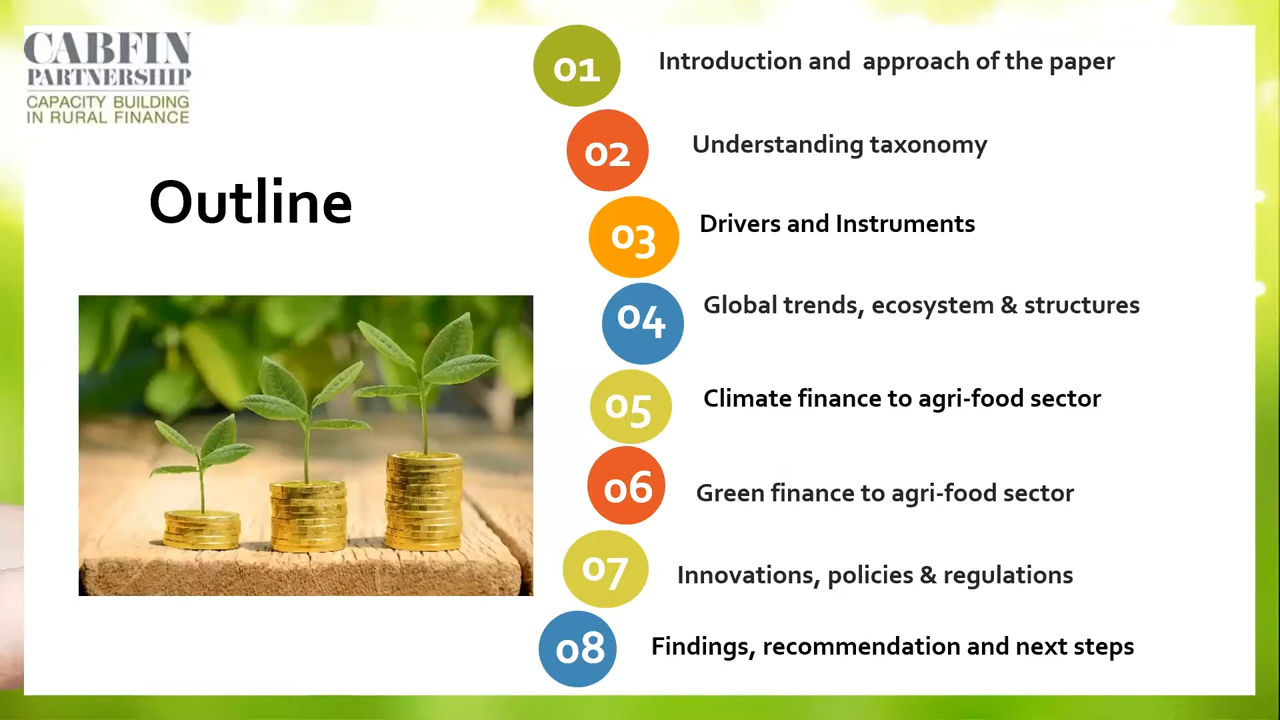 CABFIN
PARTNERSHIP
CAPACITY BUILDING
IN RURAL FINANCE
Outline
01 Introduction and approach of the paper
02 Understanding taxonomy
03 Drivers and Instruments
04 Global trends, ecosystem & structures
05 Climate finance to agri-food sector
06 Green finance to agri-food sector
07 Innovations, policies & regulations
08 Findings, recommendation and next steps